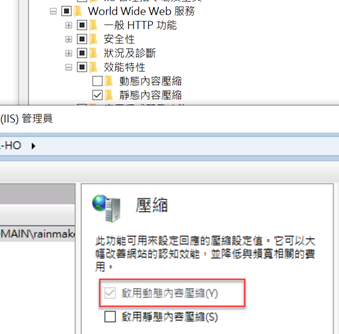 World Wide Web 服務
一般 HTTP 功能
安全性
狀況及診斷
效能特性
動態內容壓縮
靜態內容壓縮
(IIS) 管理員
-HO
壓縮
MAIN\rainmake
此功能可用來設定回應的壓縮設定值。它可以大
幅改善網站的認知效能，並降低與頻寬相關的費
用。
啟用動態內容壓縮(Y)
啟用靜態內容壓縮(S)